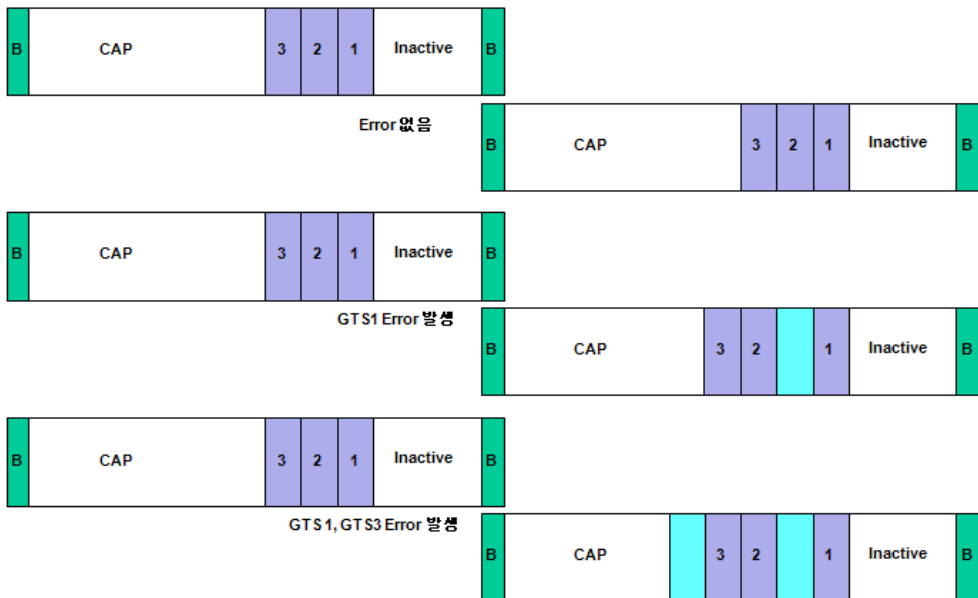 B CAP 3 2 1 Inactive B
Error 없음
B CAP 3 2 1 Inactive B
B CAP 3 2 1 Inactive B
GTS1 Error 발생
B CAP 3 2 1 Inactive B
B CAP 3 2 1 Inactive B
GTS1, GTS3 Error 발생
B CAP 3 2 1 Inactive B